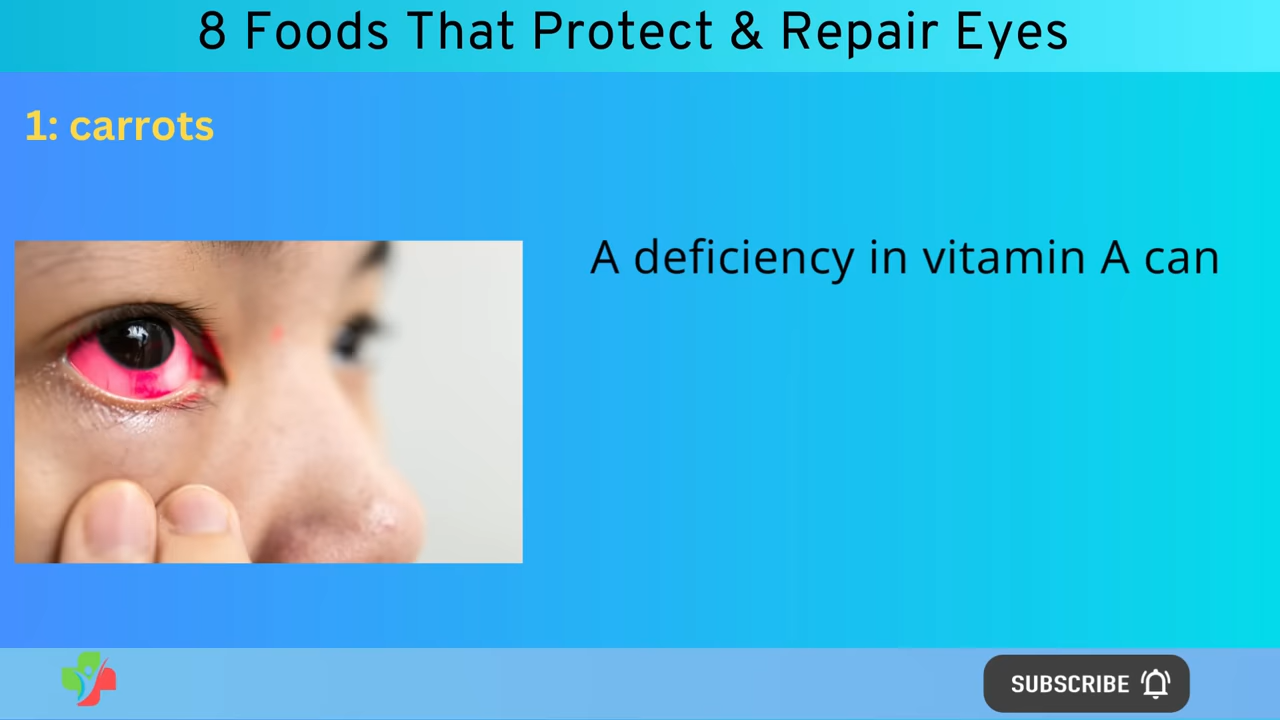 8 Foods That Protect & Repair Eyes
1: carrots
A deficiency in vitamin A can
SUBSCRIBE